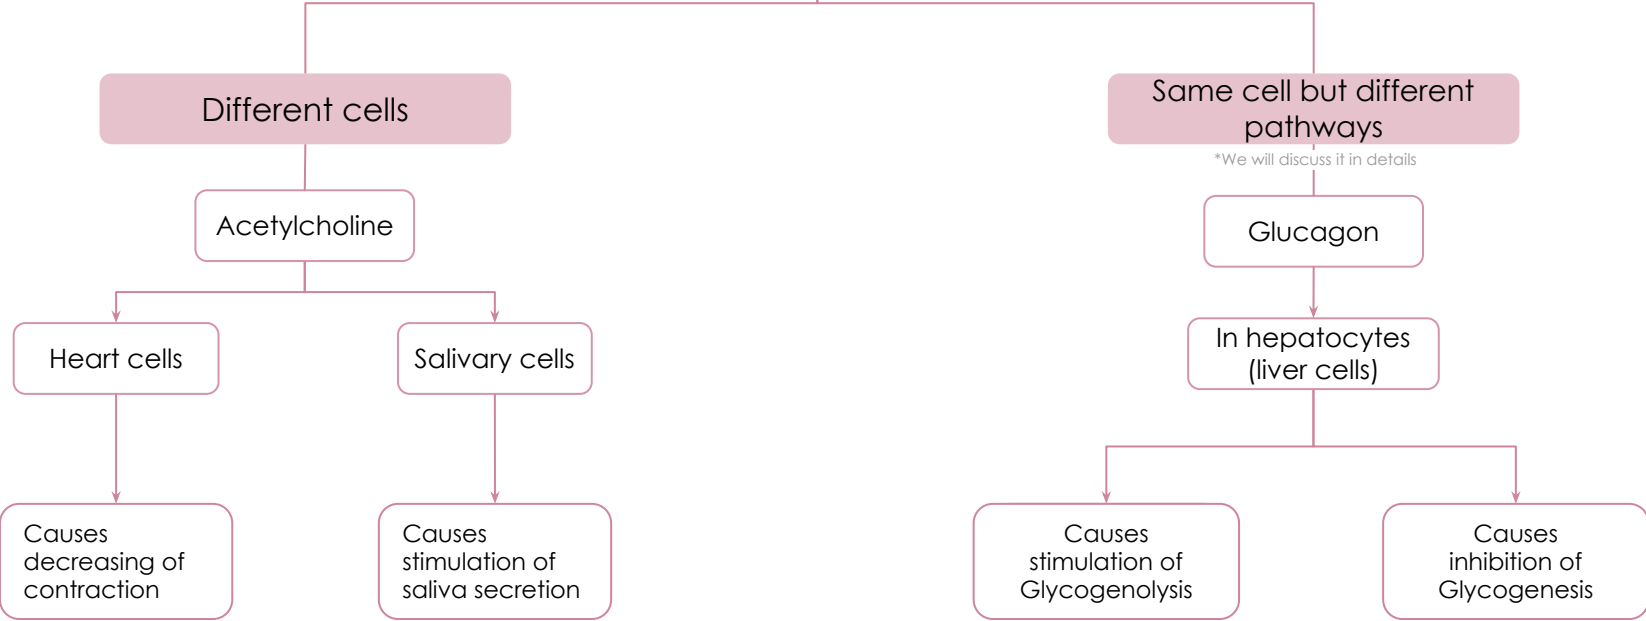 Different cells
Same cell but different
pathways
*We will discuss it in details
Acetylcholine
Glucagon
Heart cells
Salivary cells
In hepatocytes
(liver cells)
Causes
decreasing of
contraction
Causes
stimulation of
saliva secretion
Causes
stimulation of
Glycogenolysis
Causes
inhibition of
Glycogenesis